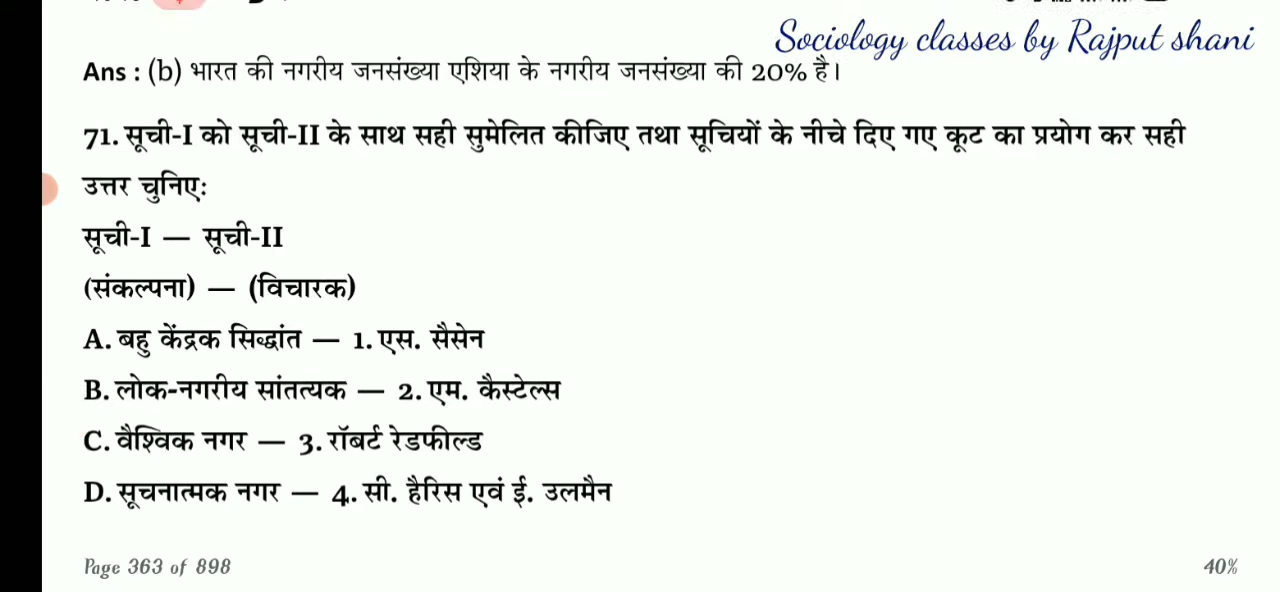 Sociology classes by Rajput shani
Ans : (b) भारत की नगरीय जनसंख्या एशिया के नगरीय जनसंख्या की 20% है।
71. सूची-I को सूची-II के साथ सही सुमेलित कीजिए तथा सूचियों के नीचे दिए गए कूट का प्रयोग कर सही
उत्तर चुनिए:
सूची-I — सूची-II
(संकल्पना) — (विचारक)
A. बहु केंद्रक सिद्धांत — 1. एस. सैसेन
B. लोक-नगरीय सांतत्यक — 2. एम. कैस्टेल्स
C. वैश्विक नगर — 3. रॉबर्ट रेडफील्ड
D. सूचनात्मक नगर — 4. सी. हैरिस एवं ई. उलमैन
Page 363 of 898
40%